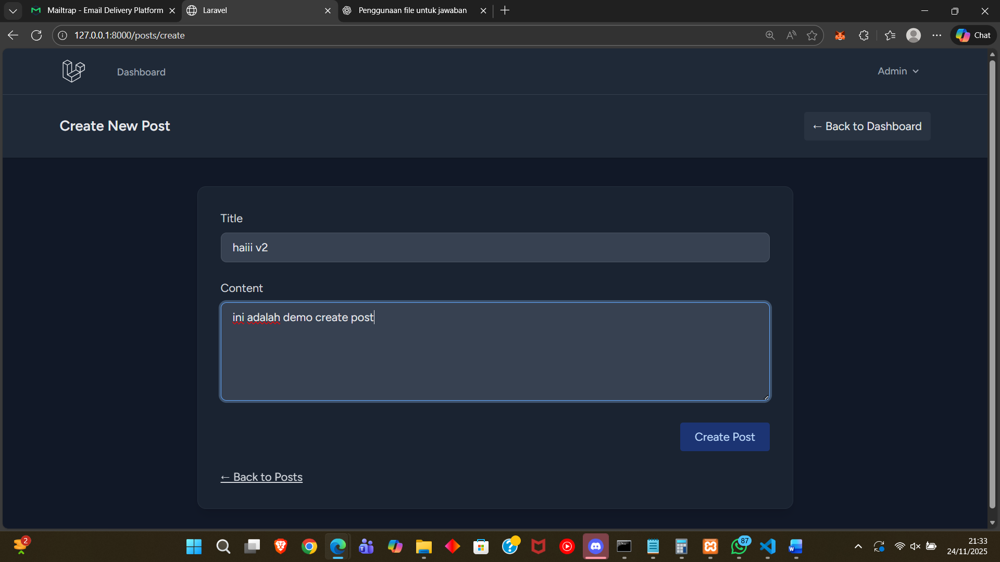 Mailtrap - Email Delivery Platform
Laravel
Penggunaan file untuk jawaban
127.0.0.1:8000/posts/create
Chat
Dashboard
Admin
Create New Post
← Back to Dashboard
Title
haiii v2
Content
ini adalah demo create post
Create Post
← Back to Posts
2
87
21:33
24/11/2025